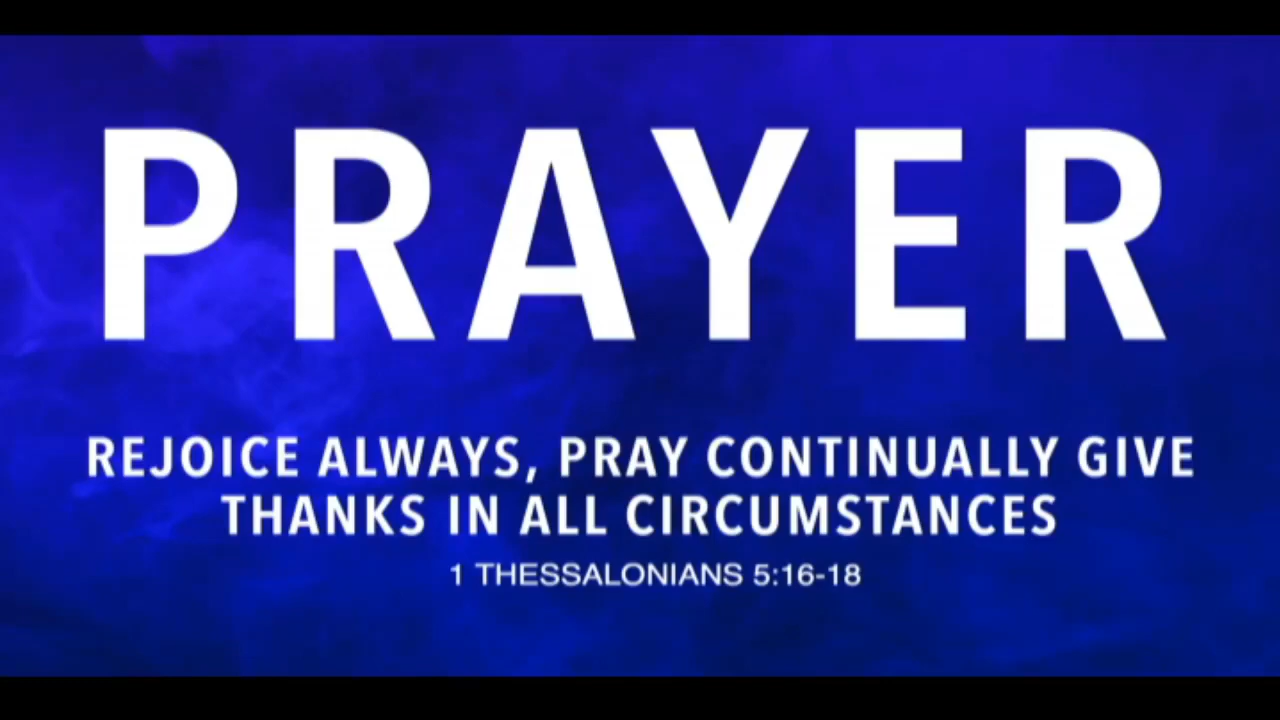 PRAYER
REJOICE ALWAYS, PRAY CONTINUALLY GIVE
THANKS IN ALL CIRCUMSTANCES
1 THESSALONIANS 5:16-18